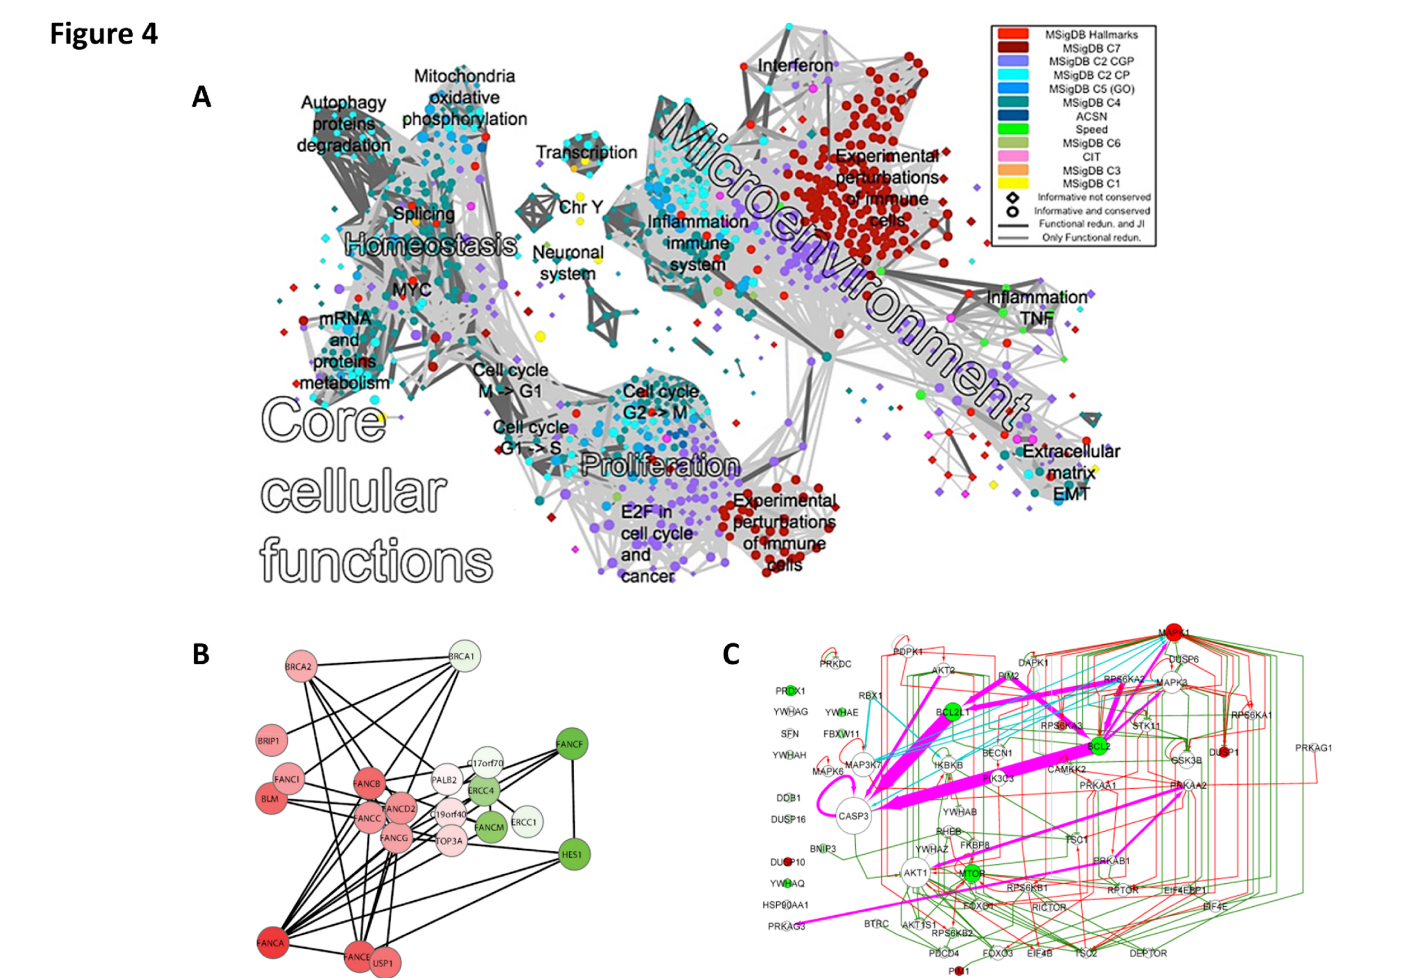 Figure 4
A
Mitochondria
oxidative
phosphorylation
Autophagy
proteins
degradation
Transcription
Chr Y
Neuronal
system
Splicing
Homeostasis
MYC
mRNA
and
proteins
metabolism
Core
cellular
functions
Cell cycle
M -> G1
Cell cycle
G1 -> S
Cell cycle
G2 -> M
Proliferation
E2F in
cell cycle
and
cancer
Experimental
perturbations
of immune
cells
Interferon
Microenvironment
Experimental
perturbations
of immune
cells
Inflammation
immune
system
Inflammation
TNF
Extracellular
matrix
EMT
MSigDB Hallmarks
MSigDB C7
MSigDB C2 CGP
MSigDB C2 CP
MSigDB C5 (GO)
MSigDB C4
ACSN
Speed
MSigDB C6
CIT
MSigDB C3
MSigDB C1
Informative not conserved
Informative and conserved
Functional redun. and JI
Only Functional redun.
B
BRCA2
BRCA1
BRIP1
FANCF
FANCI
BLM
FANCB
PALB2
C17orf70
ERCC4
FANCD2
FANCC
C19orf40
FANCM
ERCC1
FANCG
TOP3A
HES1
FANCA
FANCE
USP1
C
MAPK1
PRKDC
PDPK1
AKT2
DAPK1
DUSP6
PIM2
RPS6KA2
MAPK3
PRDX1
RBX1
YWHAG
YWHAE
BCL2L1
RPS6KA3
STK11
RPS6KA1
SFN
FBXW11
YWHAH
BECN1
BCL2
DUSP1
PRKAG1
MAPK6
MAP3K7
IKBKB
PIK3C3
CAMKK2
GSK3B
PRKAA1
PRKAA2
DDB1
DUSP16
CASP3
YWHAB
RHEB
FKBP8
TSC1
BNIP3
YWHAZ
PRKAB1
DUSP10
YWHAQ
AKT1
MTOR
RPS6KB1
RPTOR
EIF4EBP1
HSP90AA1
FOXO1
RICTOR
EIF4E
PRKAG3
BTRC
AKT1S1
RPS6KB2
PDCD4
FOXO3
EIF4B
TSC2
DEPTOR
PIM1